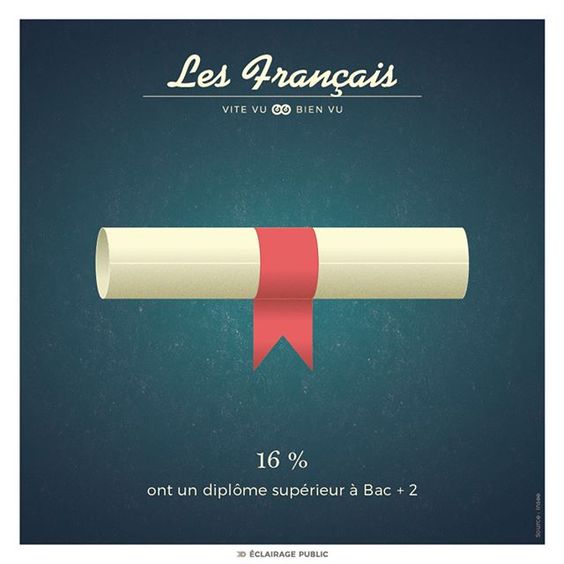 Les Français
VITE VU BIEN VU
16 %
ont un diplôme supérieur à Bac + 2
Source : Insee
ÉCLAIRAGE PUBLIC